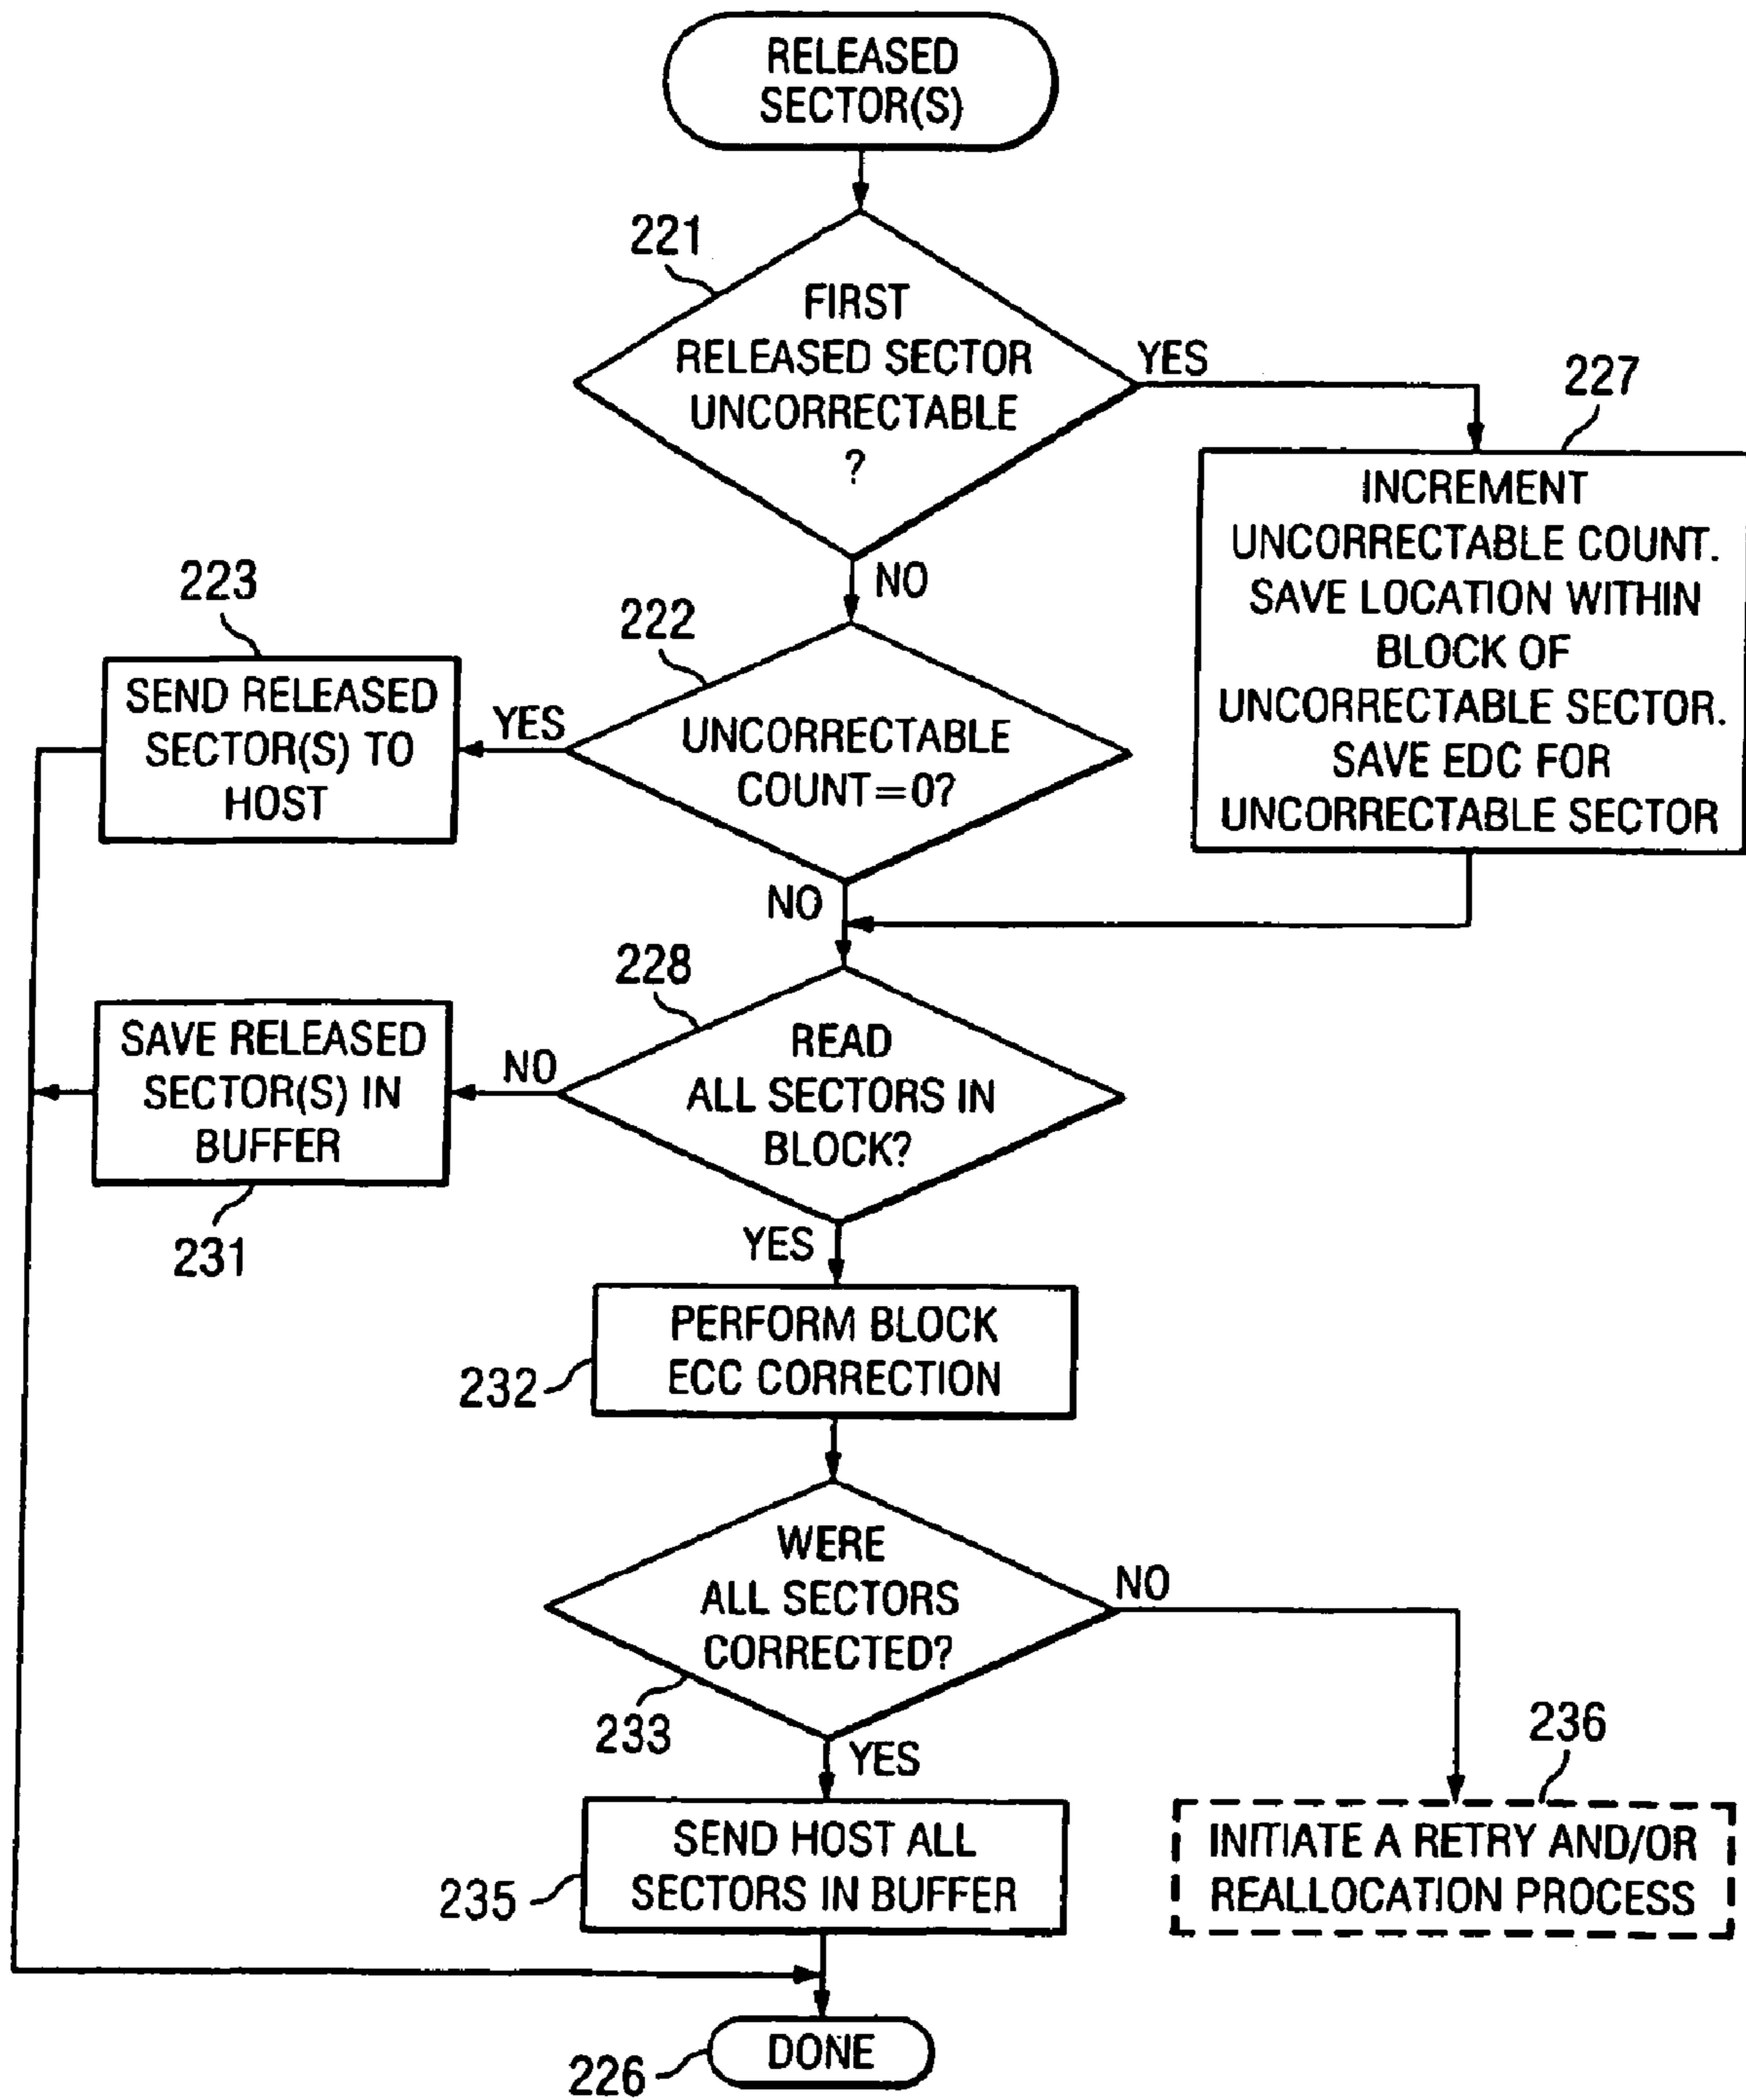 RELEASED
SECTOR(S)
221
FIRST
RELEASED SECTOR
UNCORRECTABLE
?
YES
227
INCREMENT
UNCORRECTABLE COUNT.
SAVE LOCATION WITHIN
BLOCK OF
UNCORRECTABLE SECTOR.
SAVE EDC FOR
UNCORRECTABLE SECTOR
NO
222
UNCORRECTABLE
COUNT=0?
YES
223
SEND RELEASED
SECTOR(S) TO
HOST
NO
228
READ
ALL SECTORS IN
BLOCK?
NO
SAVE RELEASED
SECTOR(S) IN
BUFFER
231
YES
PERFORM BLOCK
ECC CORRECTION
232
WERE
ALL SECTORS
CORRECTED?
233
NO
236
INITIATE A RETRY AND/OR
REALLOCATION PROCESS
YES
SEND HOST ALL
SECTORS IN BUFFER
235
DONE
226